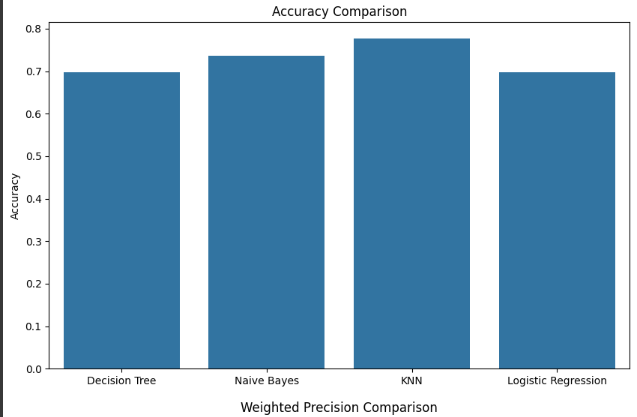 Accuracy Comparison
0.8
0.7
0.6
0.5
0.4
0.3
0.2
0.1
0.0
Accuracy
Decision Tree Naive Bayes KNN Logistic Regression
Weighted Precision Comparison